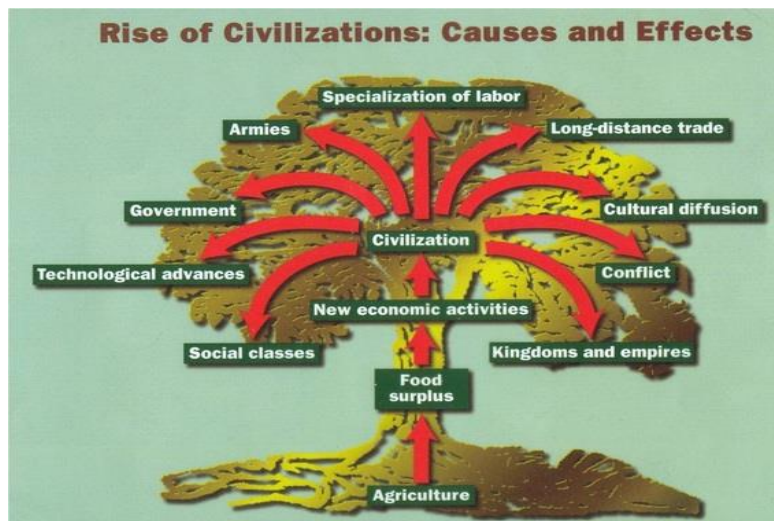 Rise of Civilizations: Causes and Effects
Specialization of labor
Armies
Long-distance trade
Government
Cultural diffusion
Civilization
Technological advances
Conflict
New economic activities
Social classes
Kingdoms and empires
Food
surplus
Agriculture